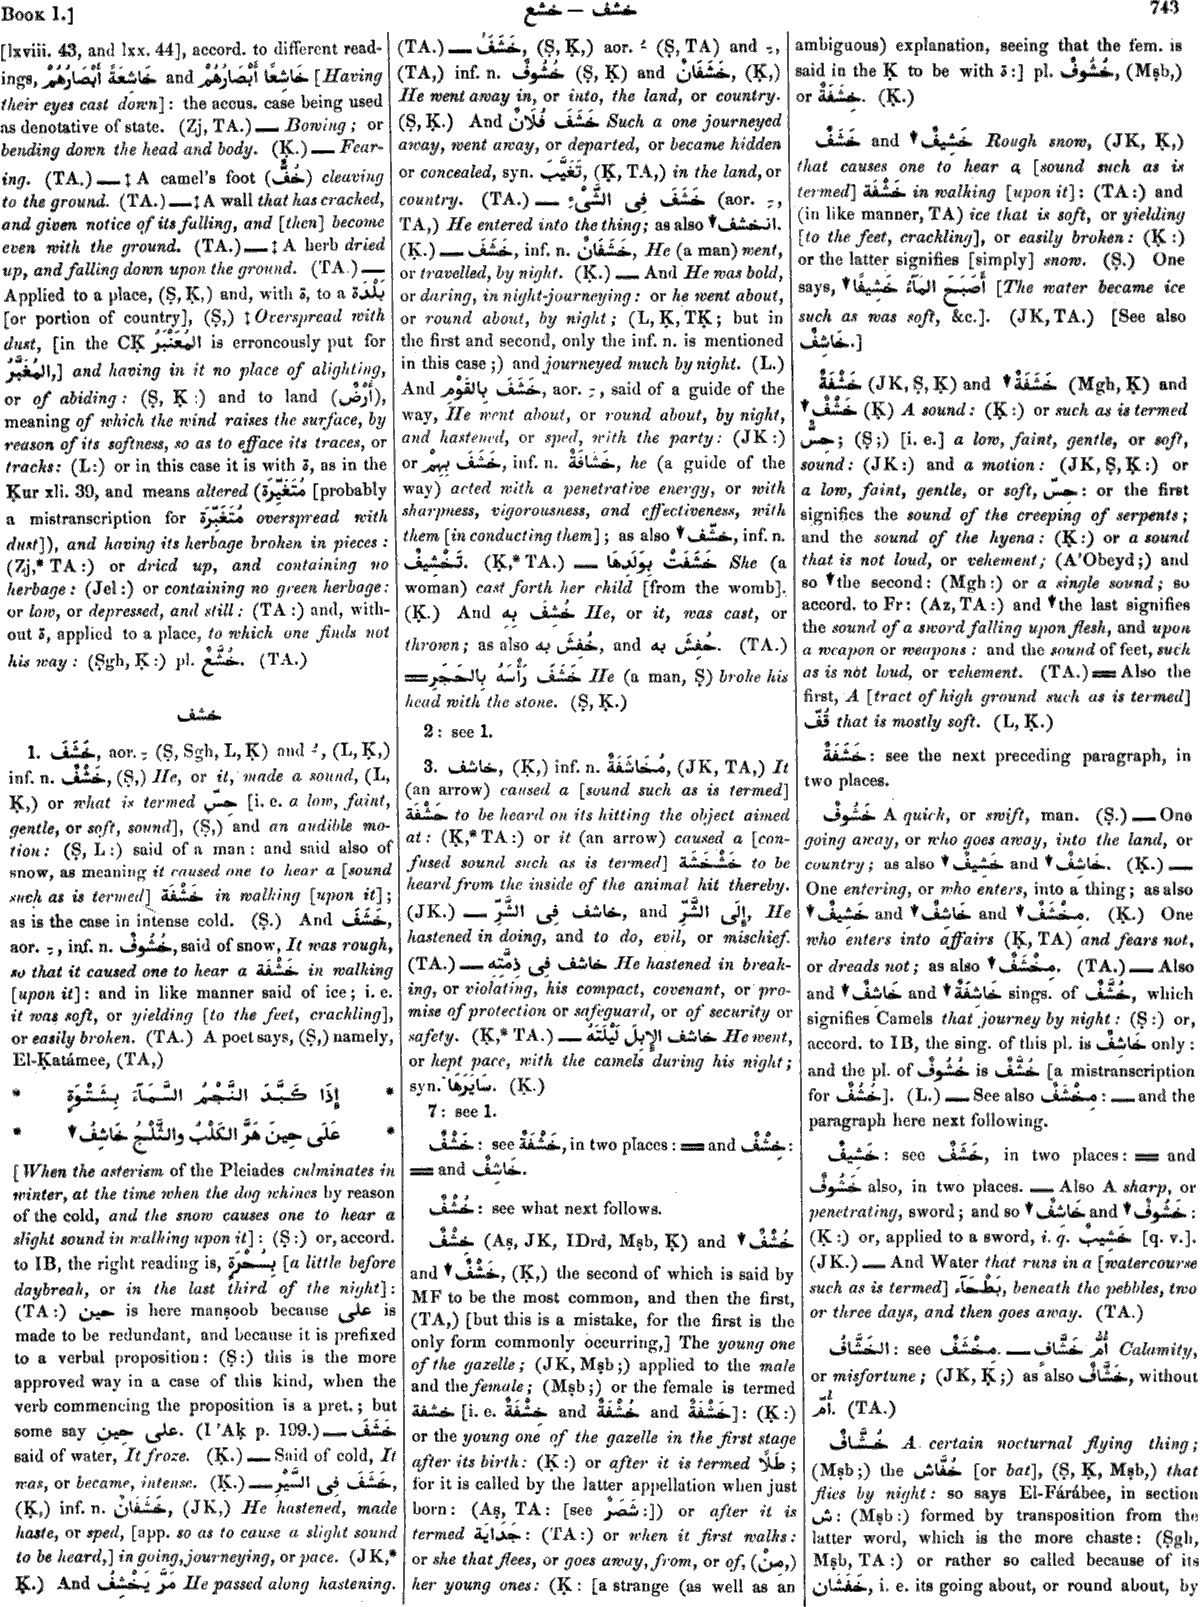 Book I.]
خشف — خشع
743
[lxviii. 43, and lxx. 44], accord. to different read-
ings, خَاشِعَةً أَبْصَارُهُمْ and خَاشِعًا أَبْصَارُهُمْ [Having
their eyes cast down]: the accus. case being used
as denotative of state. (Zj, TA.) — Bowing; or
bending down the head and body. (Ḳ.) — Fear-
ing. (TA.) — ‡ A camel's foot (خُفّ) cleaving
to the ground. (TA.) — ‡ A wall that has cracked,
and given notice of its falling, and [then] become
even with the ground. (TA.) — ‡ A herb dried
up, and falling down upon the ground. (TA.) —
Applied to a place, (Ṣ, Ḳ,) and, with ة, to a بَلْدَة
[or portion of country], (Ṣ,) ‡ Overspread with
dust, [in the CḲ المُعْتَبِرُ is erroneously put for
المُغْبَرُّ,] and having in it no place of alighting,
or of abiding: (Ṣ, Ḳ:) and to land (أَرْضٌ),
meaning of which the wind raises the surface, by
reason of its softness, so as to efface its traces, or
tracks: (L:) or in this case it is with ة, as in the
Ḳur xli. 39, and means altered (مُتَغَيِّرَة [probably
a mistranscription for مُتَغَبِّرَة overspread with
dust]), and having its herbage broken in pieces:
(Zj,* TA:) or dried up, and containing no
herbage: (Jel:) or containing no green herbage:
or low, or depressed, and still: (TA:) and, with-
out ة, applied to a place, to which one finds not
his way: (Ṣgh, Ḳ:) pl. خُشَّعٌ. (TA.)
خشف
1. خَشَفَ, aor. ـِ (Ṣ, Sgh, L, Ḳ) and ـُ, (L, Ḳ,)
inf. n. خَشْفٌ, (Ṣ,) He, or it, made a sound, (L,
Ḳ,) or what is termed حِسّ [i. e. a low, faint,
gentle, or soft, sound], (Ṣ,) and an audible mo-
tion: (Ṣ, L:) said of a man: and said also of
snow, as meaning it caused one to hear a [sound
such as is termed] خَشْفَة in walking [upon it];
as is the case in intense cold. (Ṣ.) And خَشَفَ,
aor. ـِ, inf. n. خُشُوفٌ, said of snow, It was rough,
so that it caused one to hear a خَشْفَة in walking
[upon it]: and in like manner said of ice; i. e.
it was soft, or yielding [to the feet, crackling],
or easily broken. (TA.) A poet says, (Ṣ,) namely,
El-Ḳaṭámee, (TA,)
* إِذَا كَبَّدَ النَّجْمُ السَّمَآءَ بِشَتْوَةٍ *
* عَلَى حِينَ هَرَّ الكَلْبُ والثَّلْجُ خَاشِفُ▼ *
[When the asterism of the Pleiades culminates in
winter, at the time when the dog whines by reason
of the cold, and the snow causes one to hear a
slight sound in walking upon it]: (Ṣ:) or, accord.
to IB, the right reading is, بِسُحْرَةٍ [a little before
daybreak, or in the last third of the night]:
(TA:) حين is here manṣoob because على is
made to be redundant, and because it is prefixed
to a verbal proposition: (Ṣ:) this is the more
approved way in a case of this kind, when the
verb commencing the proposition is a pret.; but
some say على حِينِ. (I 'Aḳ p. 199.) — خَشَفَ
said of water, It froze. (Ḳ.) — Said of cold, It
was, or became, intense. (Ḳ.) — خَشَفَ فِى السَّيْرِ,
(Ḳ,) inf. n. خَشَفَانٌ, (JK,) He hastened, made
haste, or sped, [app. so as to cause a slight sound
to be heard,] in going, journeying, or pace. (JK,*
Ḳ.) And مَرَّ يَخْشِفُ He passed along hastening.
(TA.) — خَشَفَ, (Ṣ, Ḳ,) aor. ـُ (Ṣ, TA) and ـِ,
(TA,) inf. n. خُشُوفٌ (Ṣ, Ḳ) and خَشَفَانٌ, (Ḳ,)
He went away in, or into, the land, or country.
(Ṣ, Ḳ.) And خَشَفَ فُلَانٌ Such a one journeyed
away, went away, or departed, or became hidden
or concealed, syn. تَغَيَّبَ, (Ḳ, TA,) in the land, or
country. (TA.) — خَشَفَ فِى الشَّىْءِ (aor. ـِ,
TA,) He entered into the thing; as also ▼انخشف.
(Ḳ.) — خَشَفَ, inf. n. خَشَفَانٌ, He (a man) went,
or travelled, by night. (Ḳ.) — And He was bold,
or daring, in night-journeying: or he went about,
or round about, by night; (L, Ḳ, TḲ; but in
the first and second, only the inf. n. is mentioned
in this case;) and journeyed much by night. (L.)
And خَشَفَ بِالقَوْمِ, aor. ـِ, said of a guide of the
way, He went about, or round about, by night,
and hastened, or sped, with the party: (JK:)
or خَشَفَ بِهِمْ, inf. n. خَشَافَةٌ, he (a guide of the
way) acted with a penetrative energy, or with
sharpness, vigorousness, and effectiveness, with
them [in conducting them]; as also ▼خشّف, inf. n.
تَخْشِيفٌ. (Ḳ,* TA.) — خَشَفَتْ بِوَلَدِهَا She (a
woman) cast forth her child [from the womb].
(Ḳ.) And خُشِفَ بِهِ He, or it, was cast, or
thrown; as also خُفِشَ بِهِ, and حُفِشَ بِهِ. (TA.)
═ خَشَفَ رَأْسَهُ بِالحَجَرِ He (a man, Ṣ) broke his
head with the stone. (Ṣ, Ḳ.)
2: see 1.
3. خاشف, (Ḳ,) inf. n. مُخَاشَفَةٌ, (JK, TA,) It
(an arrow) caused a [sound such as is termed]
خَشْفَة to be heard on its hitting the object aimed
at: (Ḳ,* TA:) or it (an arrow) caused a [con-
fused sound such as is termed] خَشْخَشَة to be
heard from the inside of the animal hit thereby.
(JK.) — خاشف فِى الشَّرِّ, and إِلَى الشَّرِّ, He
hastened in doing, and to do, evil, or mischief.
(TA.) — خاشف فِى ذِمَّتِهِ He hastened in break-
ing, or violating, his compact, covenant, or pro-
mise of protection or safeguard, or of security or
safety. (Ḳ,* TA.) — خاشف الإِبِلَ لَيْلَتَهُ He went,
or kept pace, with the camels during his night;
syn. سَايَرَهَا. (Ḳ.)
7: see 1.
خَشْفٌ: see خَشْفَةٌ, in two places: ═ and خِشْفٌ:
═ and خَاشِفٌ.
خُشْفٌ: see what next follows.
خِشْفٌ (Aṣ, JK, IDrd, Mṣb, Ḳ) and ▼خُشْفٌ
and ▼خَشْفٌ, (Ḳ,) the second of which is said by
MF to be the most common, and then the first,
(TA,) [but this is a mistake, for the first is the
only form commonly occurring,] The young one
of the gazelle; (JK, Mṣb;) applied to the male
and the female; (Mṣb;) or the female is termed
خشفة [i. e. خِشْفَةٌ and خُشْفَةٌ and خَشْفَةٌ]: (Ḳ:)
or the young one of the gazelle in the first stage
after its birth: (Ḳ:) or after it is termed طَلًا;
for it is called by the latter appellation when just
born: (Aṣ, TA: [see شَصَرٌ:]) or after it is
termed جَدَايَة: (TA:) or when it first walks:
or she that flees, or goes away, from, or of, (مِنْ,)
her young ones: (Ḳ: [a strange (as well as an
ambiguous) explanation, seeing that the fem. is
said in the Ḳ to be with ة:] pl. خُشُوفٌ, (Mṣb,)
or خِشَفَةٌ. (Ḳ.)
خَشَفٌ and ▼خَشِيفٌ Rough snow, (JK, Ḳ,)
that causes one to hear a [sound such as is
termed] خَشْفَة in walking [upon it]: (TA:) and
(in like manner, TA) ice that is soft, or yielding
[to the feet, crackling], or easily broken: (Ḳ:)
or the latter signifies [simply] snow. (Ṣ.) One
says, أَصْبَحَ المَآءُ خَشِيفًا▼ [The water became ice
such as was soft, &c.]. (JK, TA.) [See also
خَاشِفٌ.]
خَشْفَةٌ (JK, Ṣ, Ḳ) and ▼خَشَفَةٌ (Mgh, Ḳ) and
▼خَشْفٌ (Ḳ) A sound: (Ḳ:) or such as is termed
حِسٌّ; (Ṣ;) [i. e.] a low, faint, gentle, or soft,
sound: (JK:) and a motion: (JK, Ṣ, Ḳ:) or
a low, faint, gentle, or soft, حِسّ: or the first
signifies the sound of the creeping of serpents;
and the sound of the hyena: (Ḳ:) or a sound
that is not loud, or vehement; (A'Obeyd;) and
so ▼the second: (Mgh:) or a single sound; so
accord. to Fr: (Az, TA:) and ▼the last signifies
the sound of a sword falling upon flesh, and upon
a weapon or weapons: and the sound of feet, such
as is not loud, or vehement. (TA.) ═ Also the
first, A [tract of high ground such as is termed]
قُفّ that is mostly soft. (L, Ḳ.)
خَشَفَةٌ: see the next preceding paragraph, in
two places.
خَشُوفٌ A quick, or swift, man. (Ṣ.) — One
going away, or who goes away, into the land, or
country; as also ▼خَشِيفٌ and ▼خَاشِفٌ. (Ḳ.) —
One entering, or who enters, into a thing; as also
▼خَشِيفٌ and ▼خَاشِفٌ and ▼مِخْشَفٌ. (Ḳ.) One
who enters into affairs (Ḳ, TA) and fears not,
or dreads not; as also ▼مِخْشَفٌ. (TA.) — Also
and ▼خَاشِفٌ and ▼خَاشِفَةٌ sings. of خُشَّفٌ, which
signifies Camels that journey by night: (Ṣ:) or,
accord. to IB, the sing. of this pl. is خَاشِفٌ only:
and the pl. of خَشُوفٌ is خُشَّفٌ [a mistranscription
for خُشُفٌ]. (L.) — See also مِخْشَفٌ: — and the
paragraph here next following.
خَشِيفٌ: see خَشَفٌ, in two places: ═ and
خَشُوفٌ also, in two places. — Also A sharp, or
penetrating, sword; and so ▼خَاشِفٌ and ▼خَشُوفٌ:
(Ḳ:) or, applied to a sword, i. q. خَشِيبٌ [q. v.].
(JK.) — And Water that runs in a [watercourse
such as is termed] بَطْحَآء, beneath the pebbles, two
or three days, and then goes away. (TA.)
الخَشَّافُ: see مِخْشَفٌ. — أُمُّ خَشَّافٍ Calamity,
or misfortune; (JK, Ḳ;) as also خَشَّافٌ, without
أُمّ. (TA.)
خُشَّافٌ A certain nocturnal flying thing;
(Mṣb;) the خُفَّاش [or bat], (Ṣ, Ḳ, Mṣb,) that
flies by night: so says El-Fárábee, in section
ش: (Mṣb:) formed by transposition from the
latter word, which is the more chaste: (Ṣgh,
Mṣb, TA:) or rather so called because of its
خَشَفَان, i. e. its going about, or round about, by